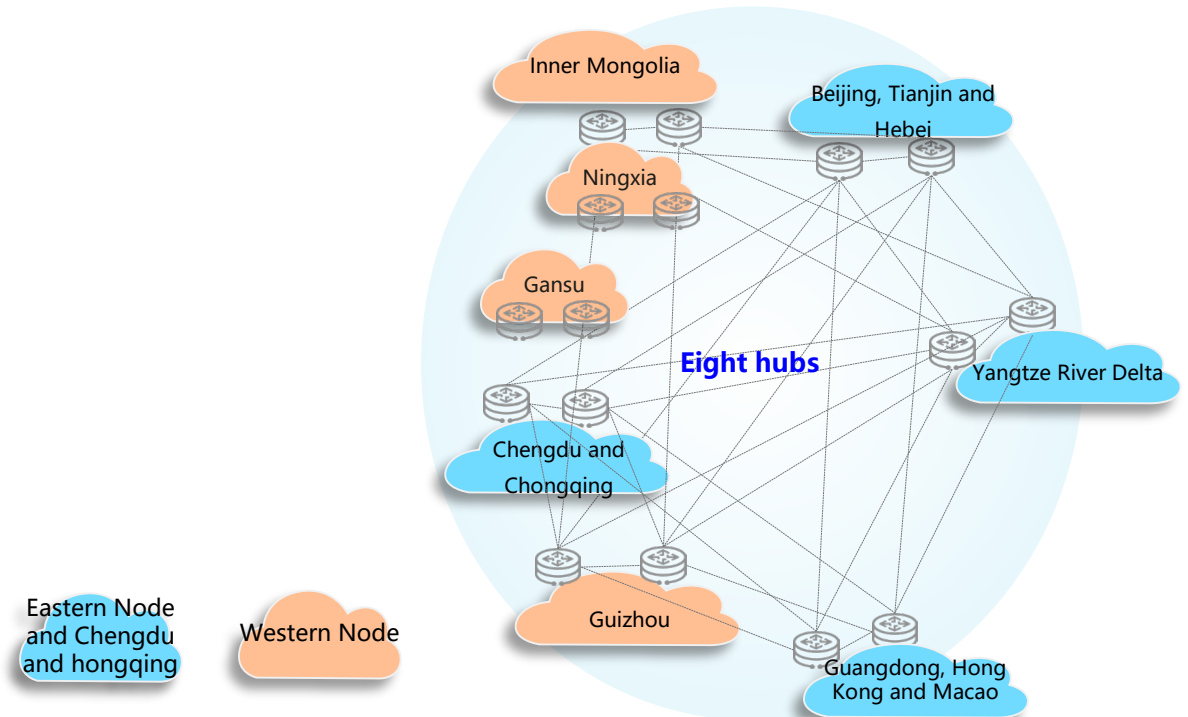 Inner Mongolia
Beijing, Tianjin and
Hebei
Ningxia
Gansu
Eight hubs
Yangtze River Delta
Chengdu and
Chongqing
Guizhou
Guangdong, Hong
Kong and Macao
Eastern Node
and Chengdu
and hongqing
Western Node